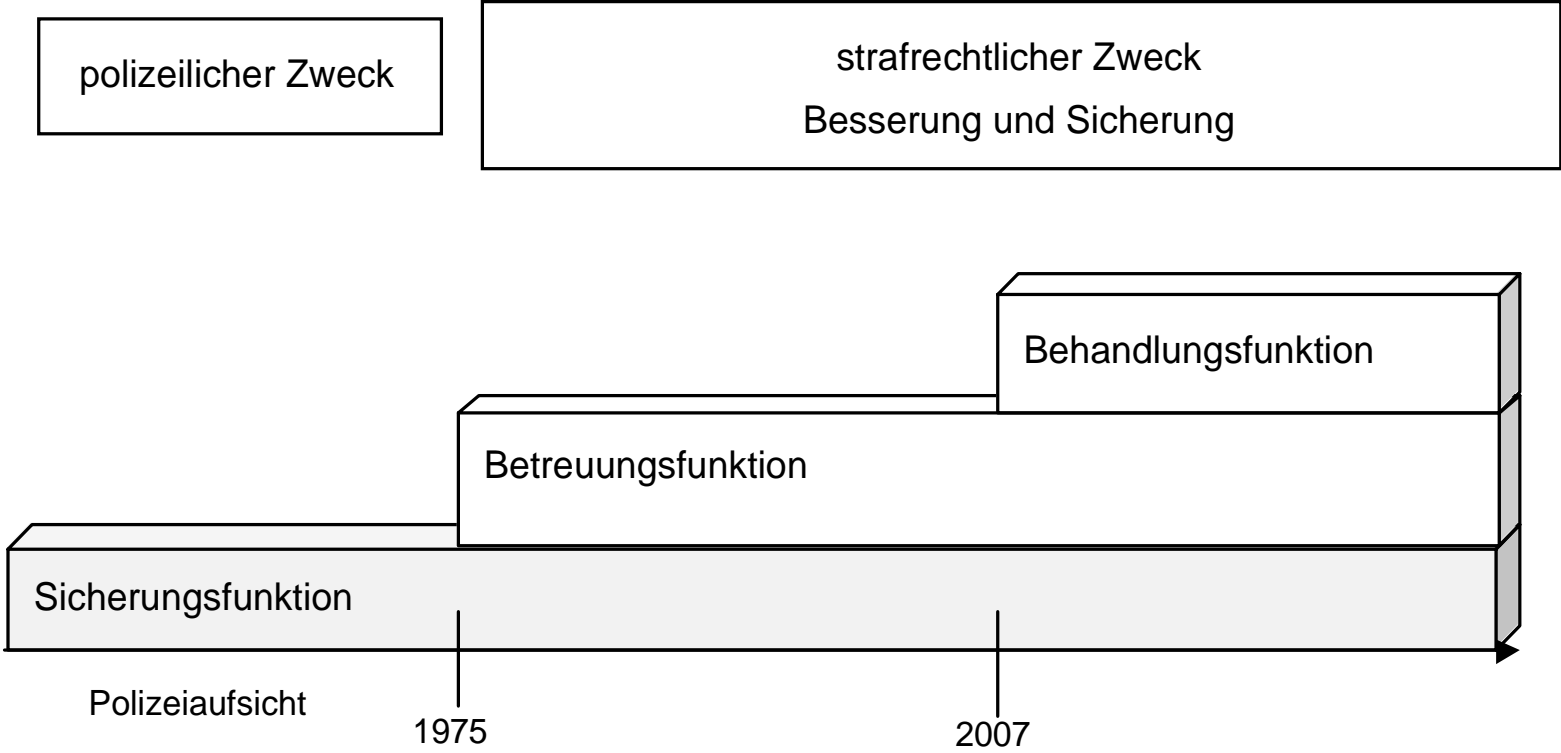 polizeilicher Zweck
strafrechtlicher Zweck
Besserung und Sicherung
Behandlungsfunktion
Betreuungsfunktion
Sicherungsfunktion
Polizeiaufsicht
1975
2007